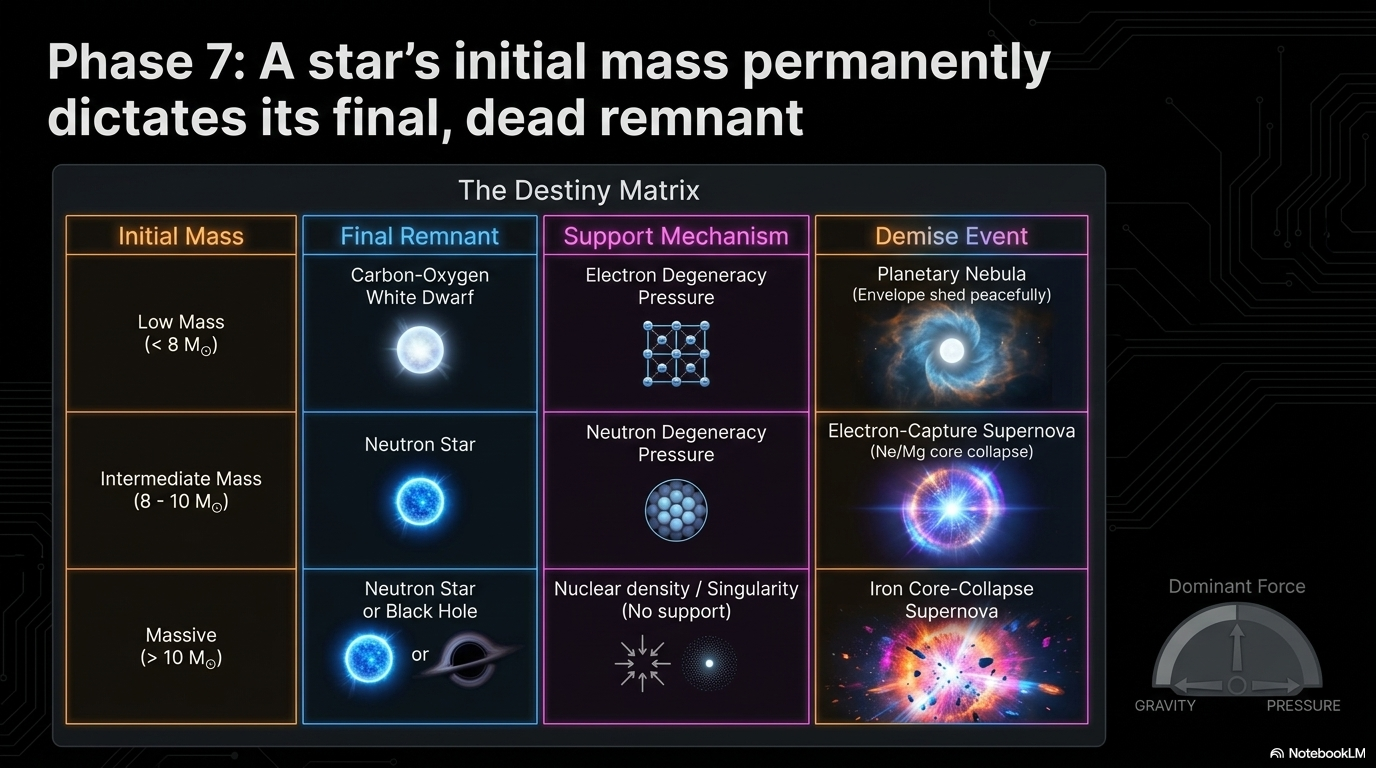 Phase 7: A star’s initial mass permanently
dictates its final, dead remnant
The Destiny Matrix
Initial Mass
Final Remnant
Support Mechanism
Demise Event
Low Mass
(< 8 M☉)
Carbon-Oxygen
White Dwarf
Electron Degeneracy
Pressure
Planetary Nebula
(Envelope shed peacefully)
Intermediate Mass
(8 - 10 M☉)
Neutron Star
Neutron Degeneracy
Pressure
Electron-Capture Supernova
(Ne/Mg core collapse)
Massive
(> 10 M☉)
Neutron Star
or Black Hole
or
Nuclear density / Singularity
(No support)
Iron Core-Collapse
Supernova
Dominant Force
GRAVITY
PRESSURE
NotebookLM